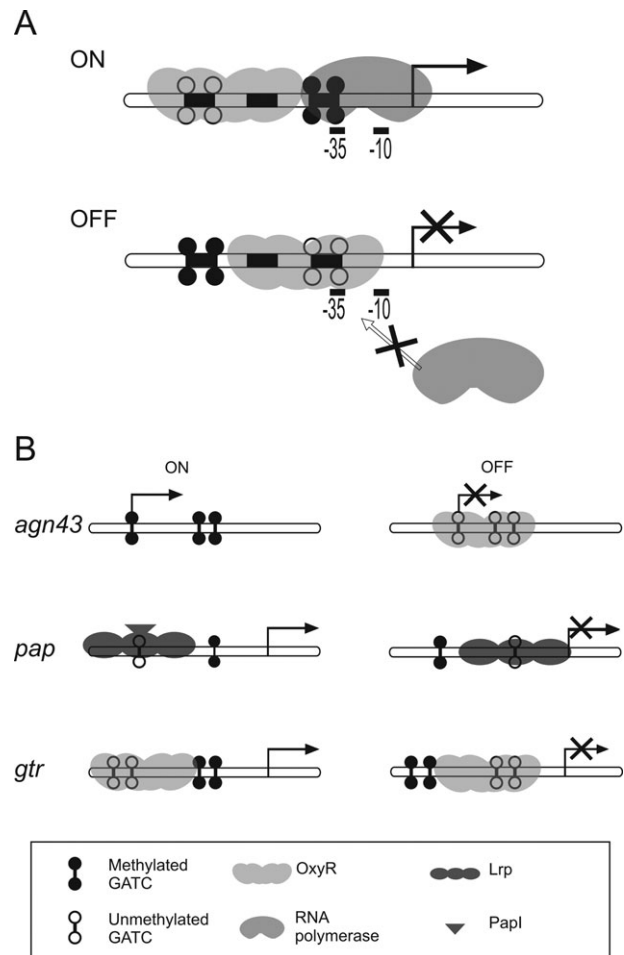 A
ON
-35
-10
OFF
-35
-10
B
ON
OFF
agn43
pap
gtr
Methylated
GATC
OxyR
Lrp
Unmethylated
GATC
RNA
polymerase
PapI